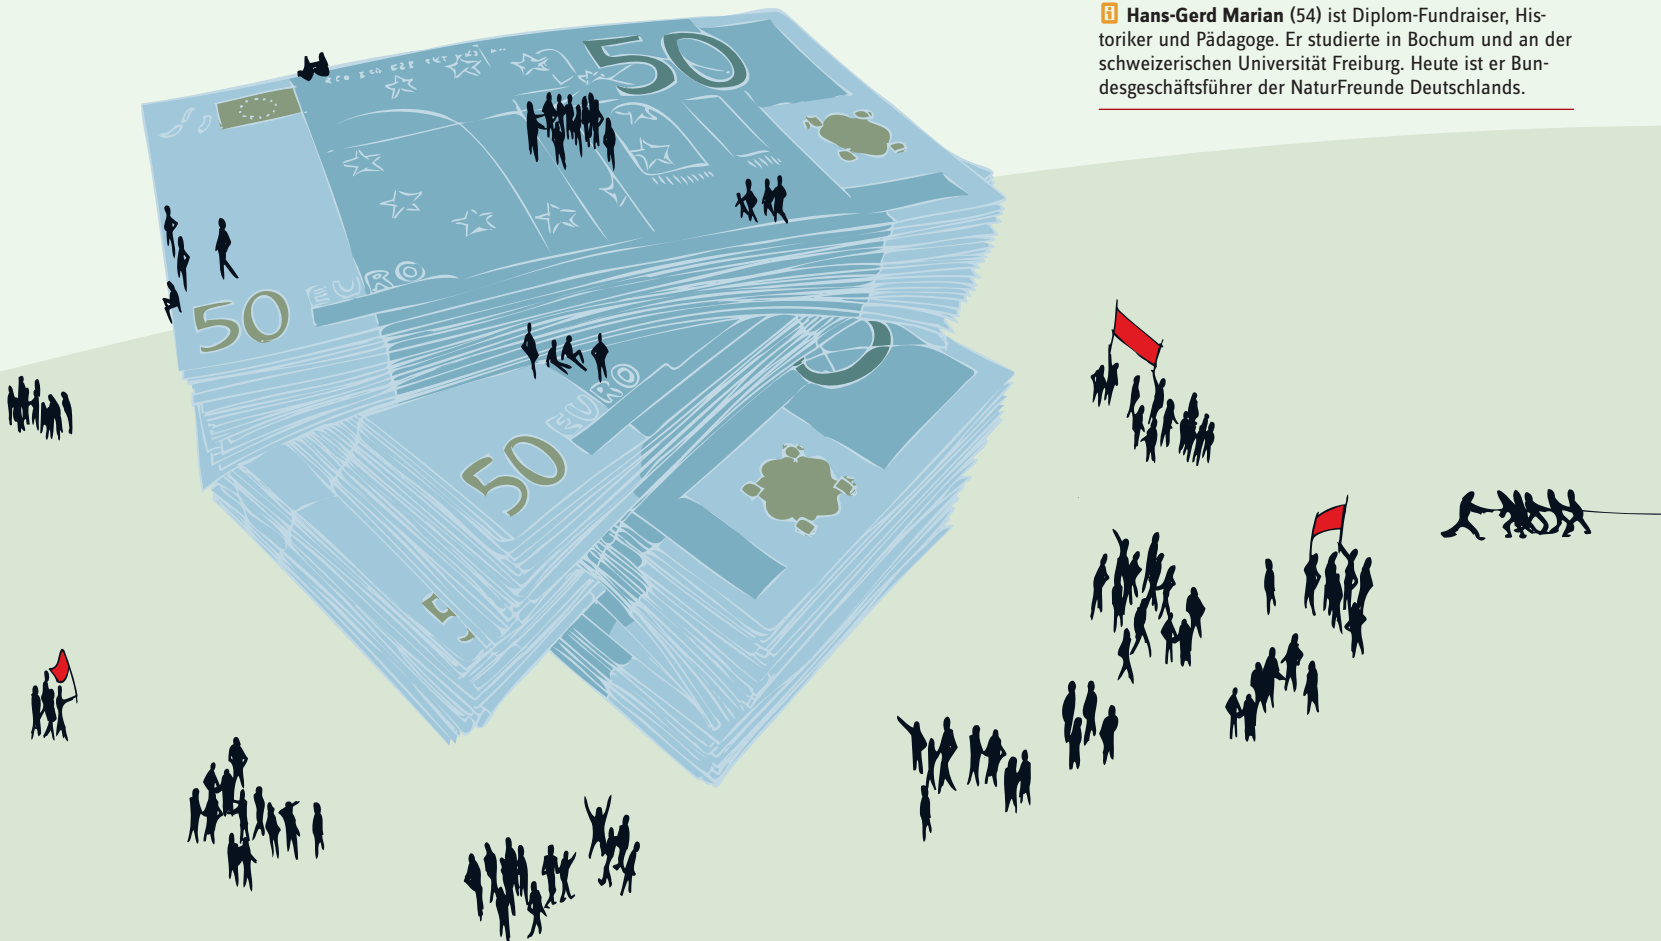 i Hans-Gerd Marian (54) ist Diplom-Fundraiser, His-
toriker und Pädagoge. Er studierte in Bochum und an der
schweizerischen Universität Freiburg. Heute ist er Bun-
desgeschäftsführer der NaturFreunde Deutschlands.
50
50
EURO
EURO
50